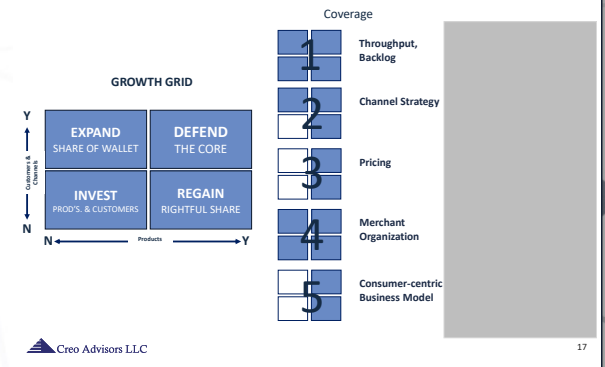 Coverage
GROWTH GRID
Y
Customers &
Channels
N
EXPAND
SHARE OF WALLET
DEFEND
THE CORE
INVEST
PROD'S. & CUSTOMERS
REGAIN
RIGHTFUL SHARE
N
Products
Y
1
Throughput,
Backlog
2
Channel Strategy
3
Pricing
4
Merchant
Organization
5
Consumer-centric
Business Model
Creo Advisors LLC
17